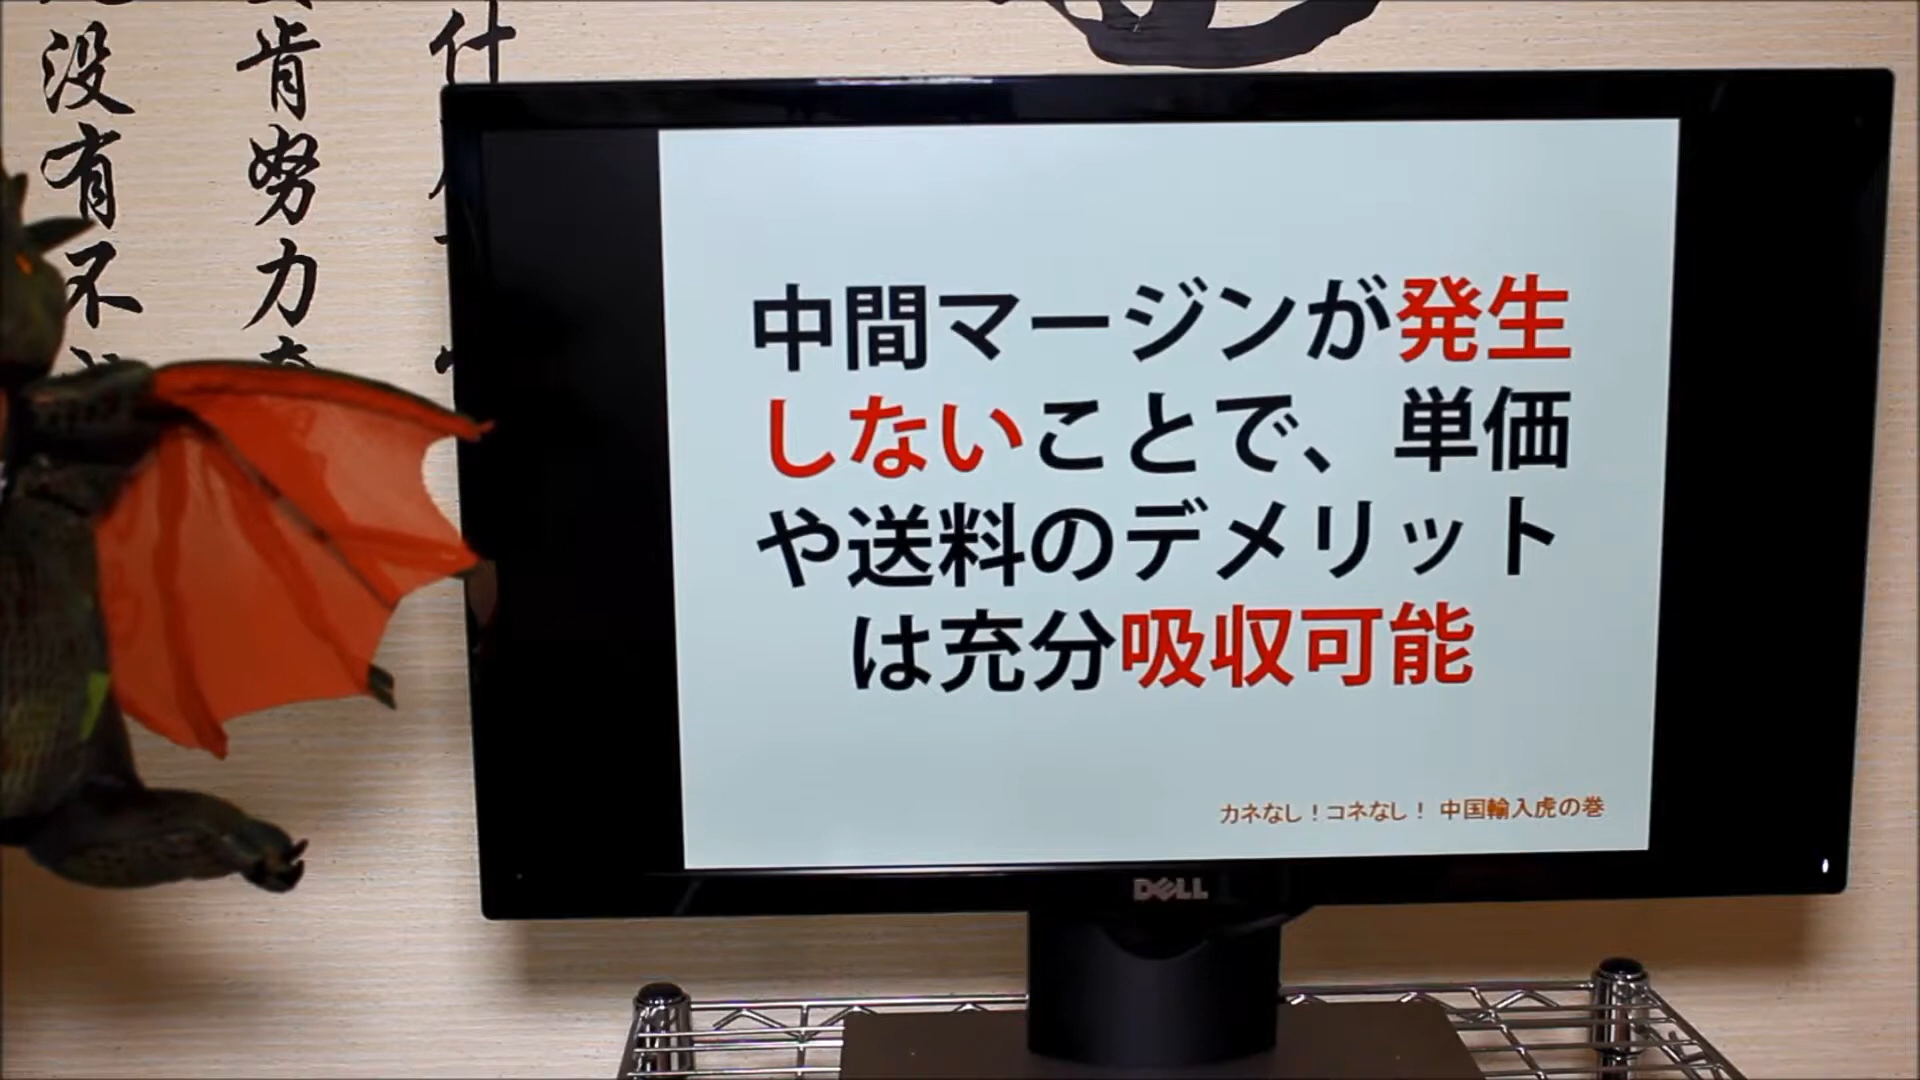 中間マージンが発生
しないことで、単価
や送料のデメリット
は充分吸収可能
カネなし！コネなし！ 中国輸入虎の巻
DELL
什
肯努力
没有不